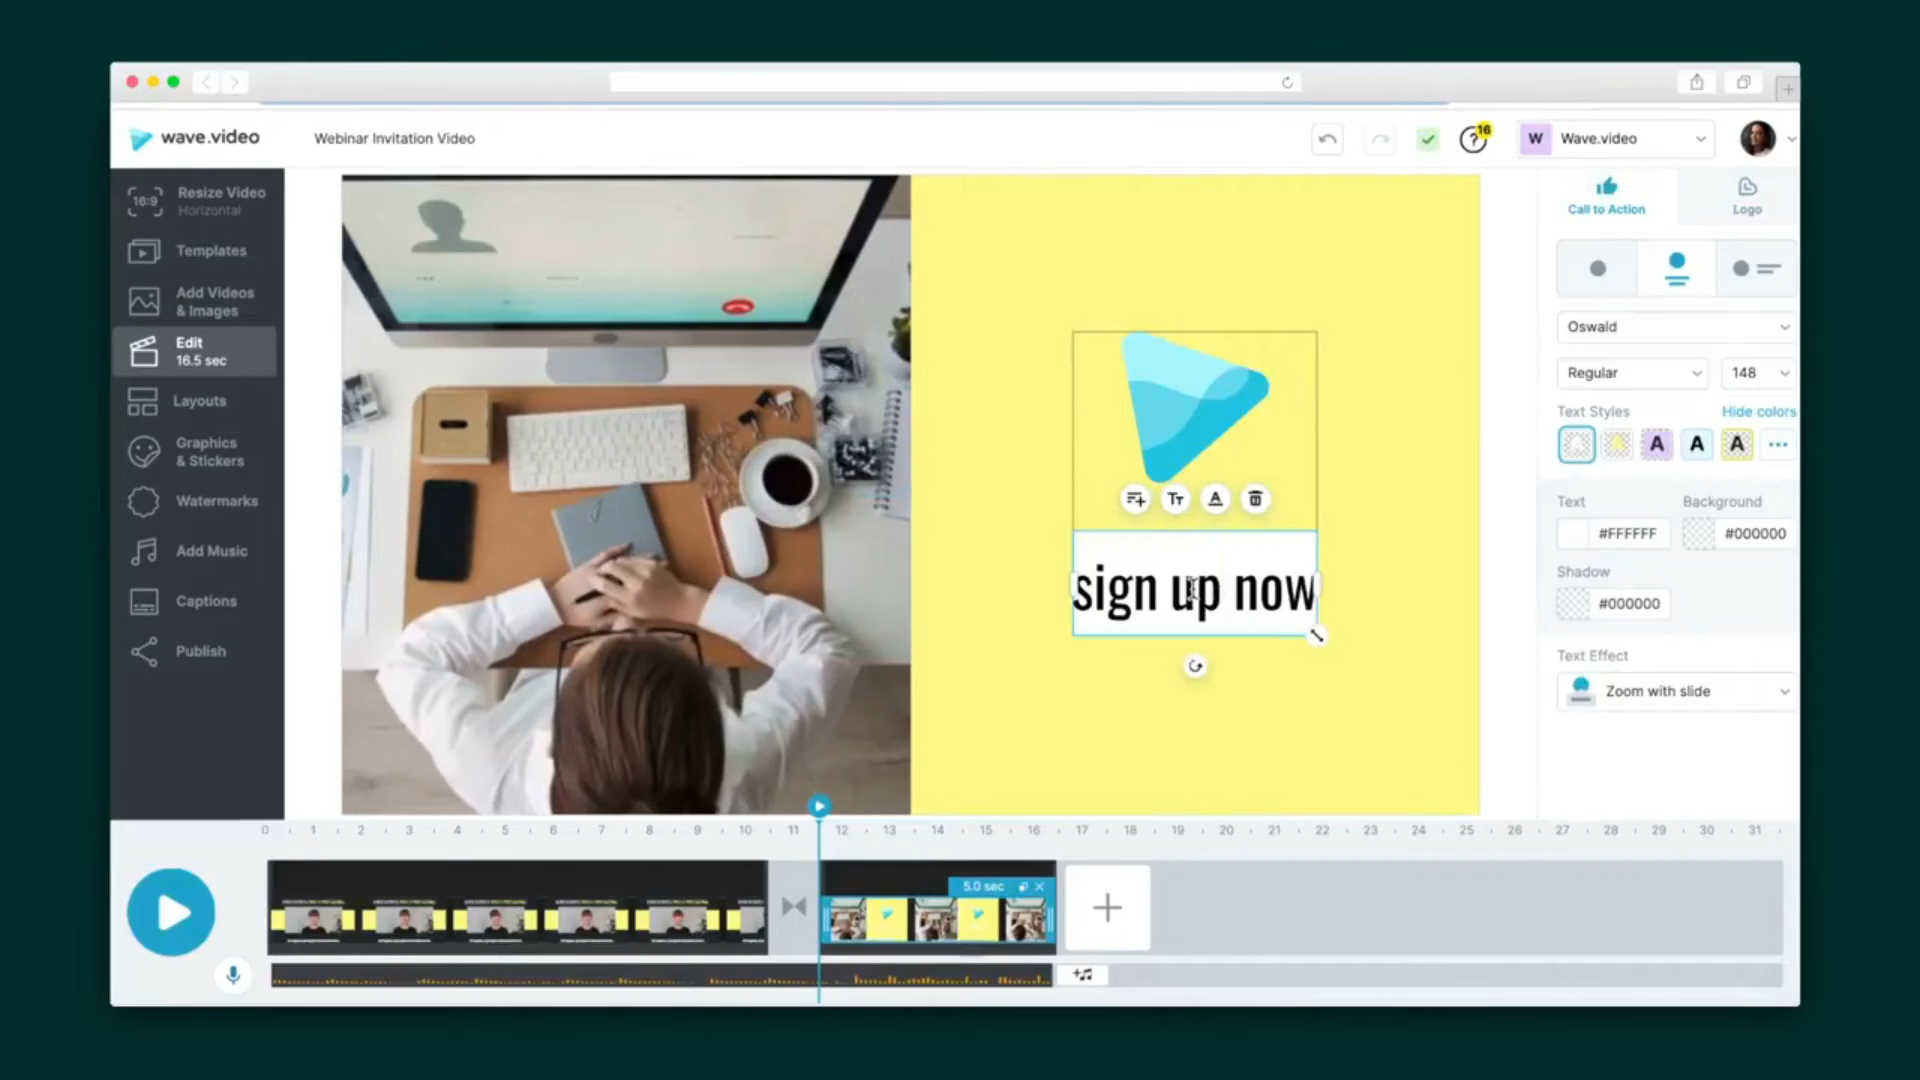 wave.video
Webinar Invitation Video
16
W
Wave.video
16:9
Resize Video
Horizontal
Templates
Add Videos
& Images
Edit
16.5 sec
Layouts
Graphics
& Stickers
Watermarks
Add Music
Captions
Publish
sign up now
Call to Action
Logo
Oswald
Regular
148
Text Styles
Hide colors
A
A
A
Text
Background
#FFFFFF
#000000
Shadow
#000000
Text Effect
Zoom with slide
0 1 2 3 4 5 6 7 8 9 10 11 12 13 14 15 16 17 18 19 20 21 22 23 24 25 26 27 28 29 30 31
5.0 sec